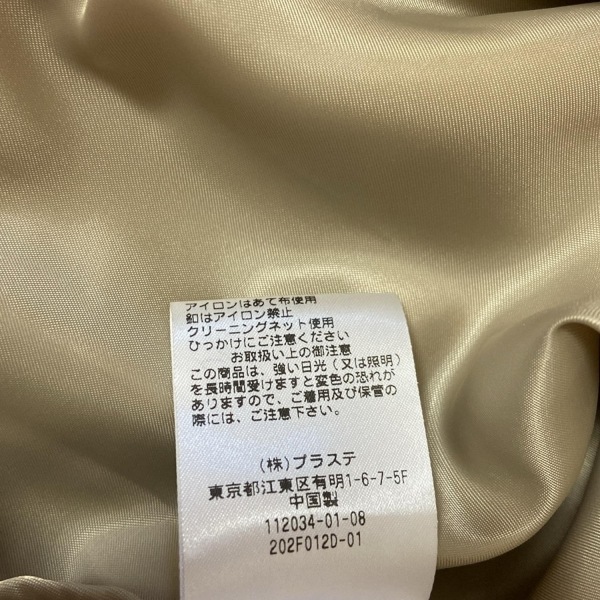 アイロンはあて布使用
釦はアイロン禁止
クリーニングネット使用
ひっかけにご注意ください
お取扱い上の御注意
この商品は、強い日光(又は照明)
を長時間受けますと変色の恐れが
ありますので、ご着用及び保管の
際には、ご注意下さい。
(株)プラステ
東京都江東区有明1-6-7-5F
中国製
112034-01-08
202F012D-01